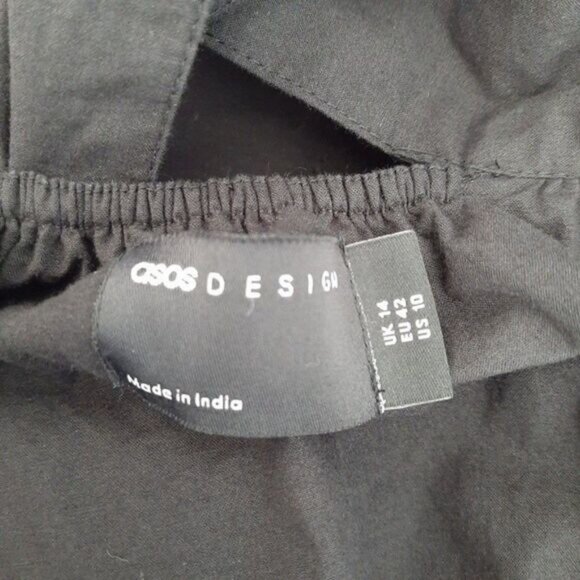 asos DESIGN
Made in India
UK 14
EU 42
US 10